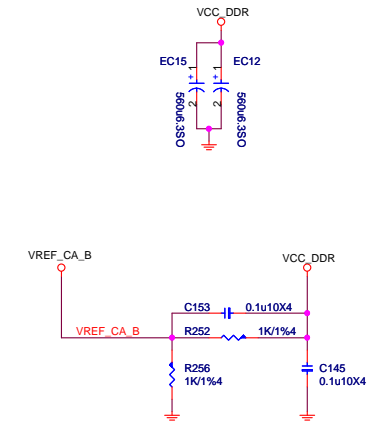 VCC_DDR
EC15
EC12
1
1
+
+
2
2
560u6.3SO
560u6.3SO
VREF_CA_B
VCC_DDR
C153
0.1u10X4
VREF_CA_B
R252
1K/1%4
R256
1K/1%4
C145
0.1u10X4